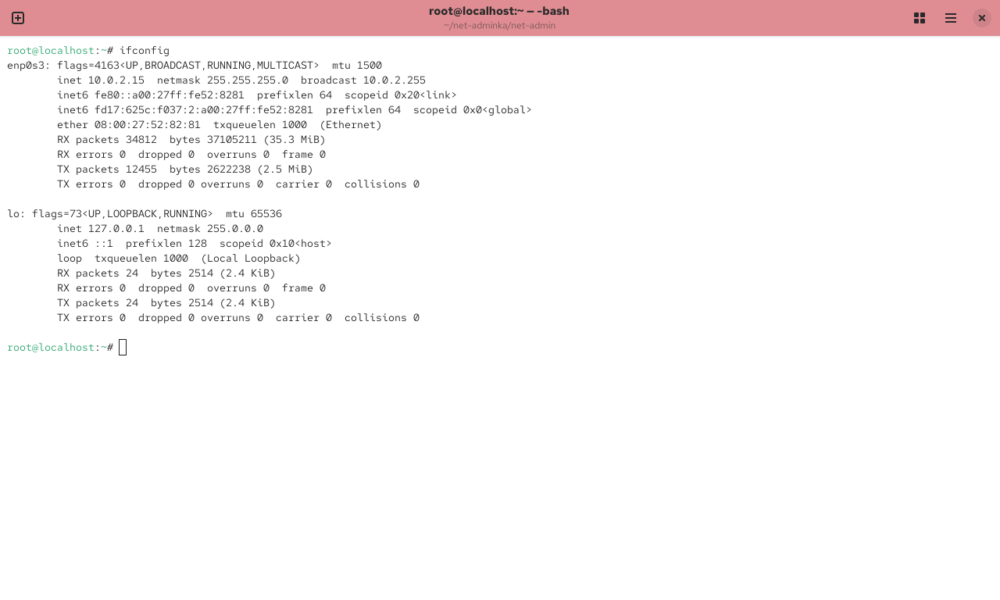 root@localhost:~ — -bash
~/net-adminka/net-admin
root@localhost:~# ifconfig
enp0s3: flags=4163<UP,BROADCAST,RUNNING,MULTICAST>  mtu 1500
        inet 10.0.2.15  netmask 255.255.255.0  broadcast 10.0.2.255
        inet6 fe80::a00:27ff:fe52:8281  prefixlen 64  scopeid 0x20<link>
        inet6 fd17:625c:f037:2:a00:27ff:fe52:8281  prefixlen 64  scopeid 0x0<global>
        ether 08:00:27:52:82:81  txqueuelen 1000  (Ethernet)
        RX packets 34812  bytes 37105211 (35.3 MiB)
        RX errors 0  dropped 0  overruns 0  frame 0
        TX packets 12455  bytes 2622238 (2.5 MiB)
        TX errors 0  dropped 0 overruns 0  carrier 0  collisions 0

lo: flags=73<UP,LOOPBACK,RUNNING>  mtu 65536
        inet 127.0.0.1  netmask 255.0.0.0
        inet6 ::1  prefixlen 128  scopeid 0x10<host>
        loop  txqueuelen 1000  (Local Loopback)
        RX packets 24  bytes 2514 (2.4 KiB)
        RX errors 0  dropped 0  overruns 0  frame 0
        TX packets 24  bytes 2514 (2.4 KiB)
        TX errors 0  dropped 0 overruns 0  carrier 0  collisions 0

root@localhost:~#